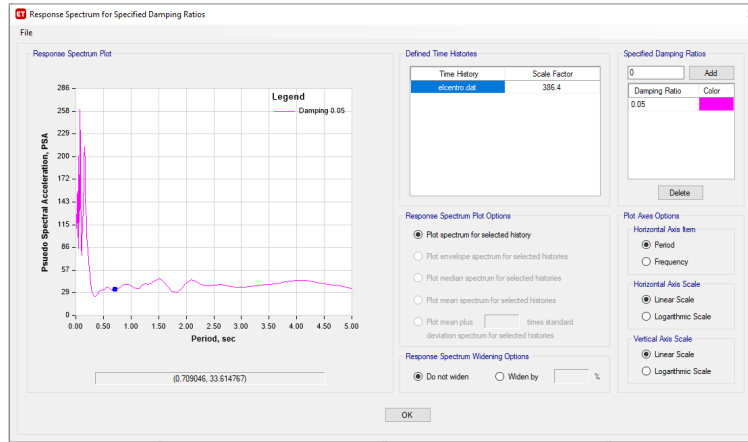 ET Response Spectrum for Specified Damping Ratios
File
Response Spectrum Plot
286
258
229
200
172
143
115
86
57
29
0
Psuedo Spectral Acceleration, PSA
Legend
Damping 0.05
0.00 0.50 1.00 1.50 2.00 2.50 3.00 3.50 4.00 4.50 5.00
Period, sec
(0.709046, 33.614767)
Defined Time Histories
Time History Scale Factor
elcentro.dat 386.4
Response Spectrum Plot Options
Plot spectrum for selected history
Plot envelope spectrum for selected histories
Plot median spectrum for selected histories
Plot mean spectrum for selected histories
Plot mean plus times standard
deviation spectrum for selected histories
Response Spectrum Widening Options
Do not widen Widen by %
Specified Damping Ratios
0 Add
Damping Ratio Color
0.05
Delete
Plot Axes Options
Horizontal Axis Item
Period
Frequency
Horizontal Axis Scale
Linear Scale
Logarithmic Scale
Vertical Axis Scale
Linear Scale
Logarithmic Scale
OK